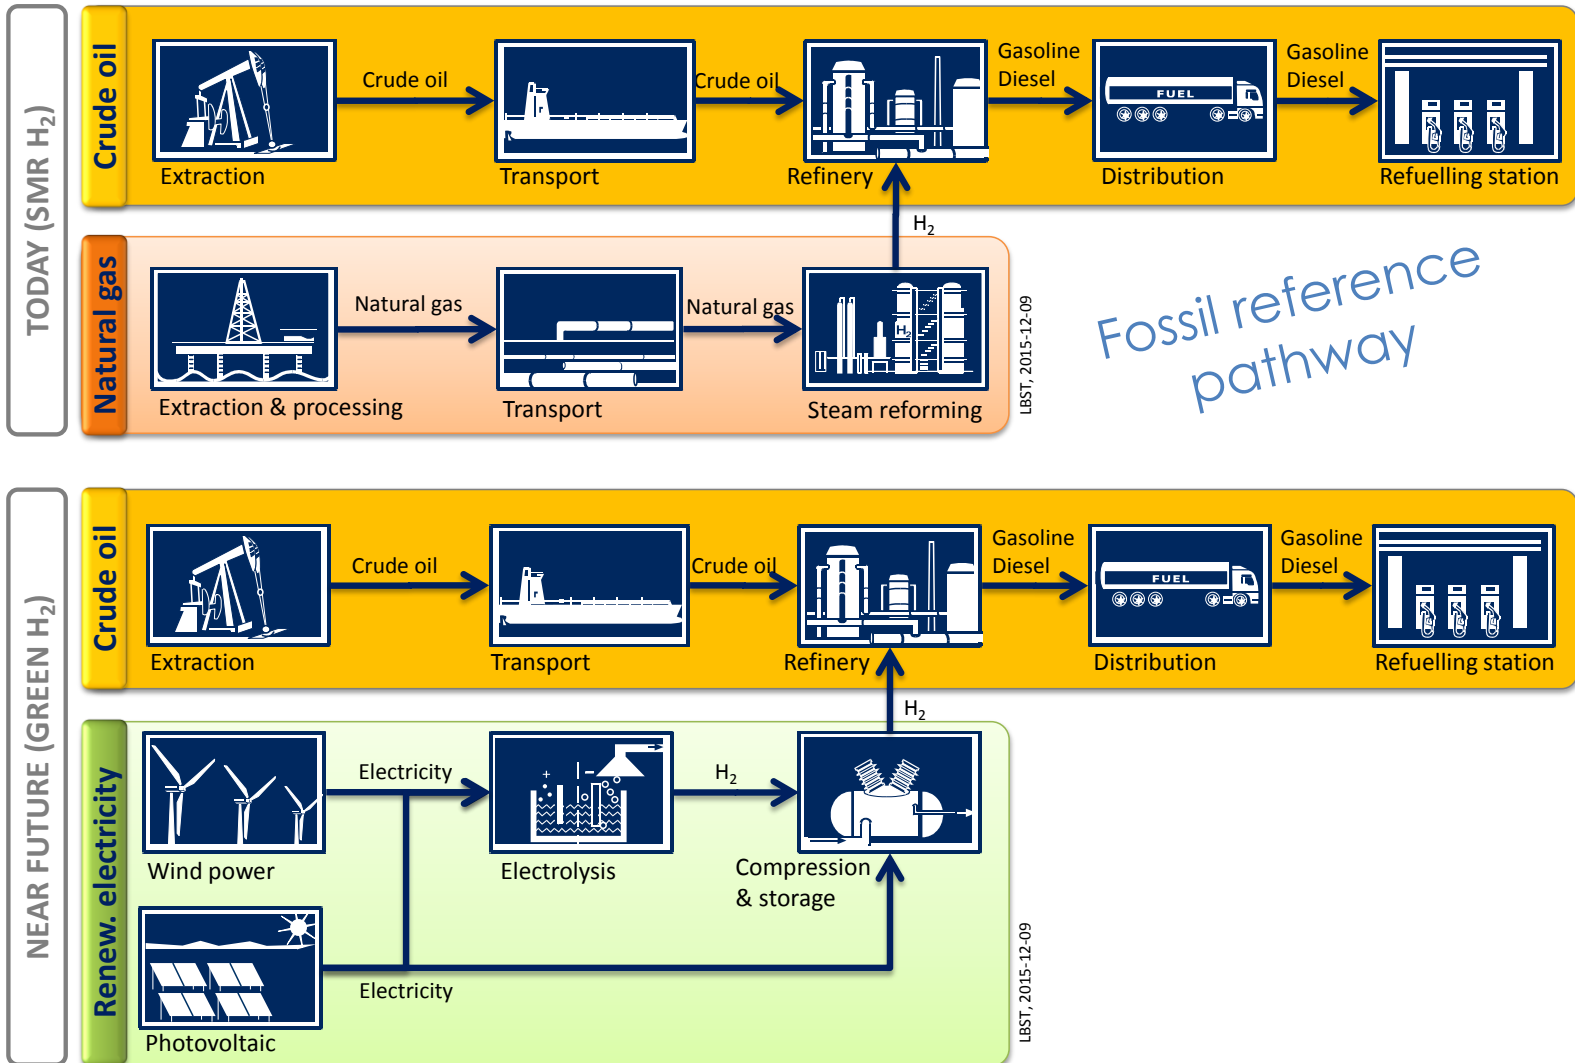 TODAY (SMR H₂)
Crude oil
Crude oil
Crude oil
Gasoline
Diesel
Gasoline
Diesel
FUEL
Extraction
Transport
Refinery
Distribution
Refuelling station
H₂
Natural gas
Natural gas
Natural gas
H₂
Extraction & processing
Transport
Steam reforming
LBST, 2015-12-09
Fossil reference
pathway
NEAR FUTURE (GREEN H₂)
Crude oil
Crude oil
Crude oil
Gasoline
Diesel
Gasoline
Diesel
FUEL
Extraction
Transport
Refinery
Distribution
Refuelling station
H₂
Renew. electricity
Electricity
H₂
+
−
Wind power
Electrolysis
Compression
& storage
Electricity
Photovoltaic
LBST, 2015-12-09